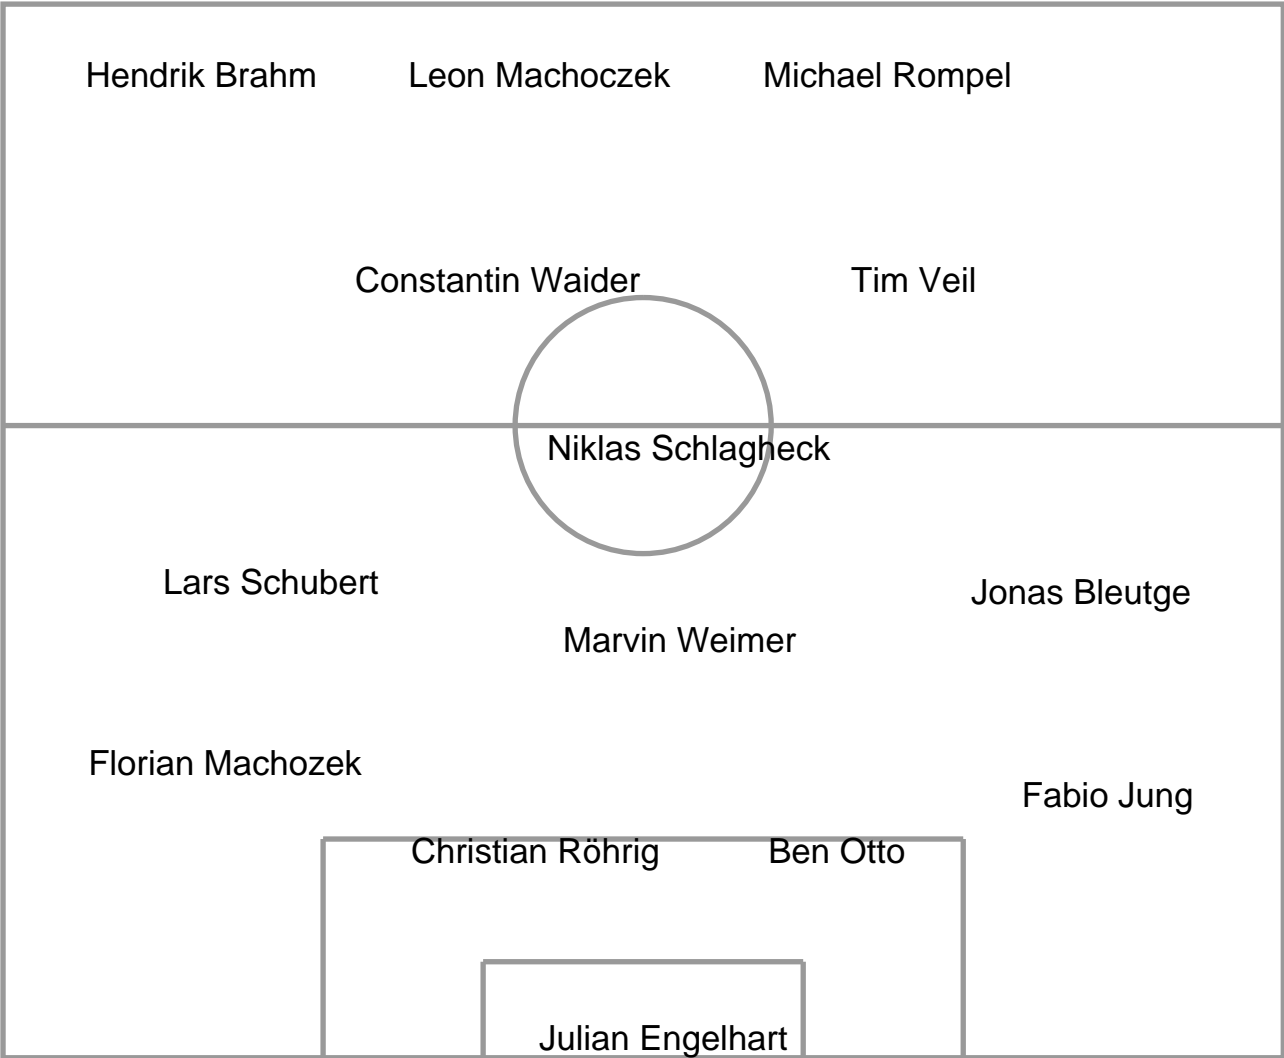 Hendrik Brahm Leon Machoczek Michael Rompel
Constantin Waider Tim Veil
Niklas Schlagheck
Lars Schubert Jonas Bleutge
Marvin Weimer
Florian Machozek
Fabio Jung
Christian Röhrig Ben Otto
Julian Engelhart